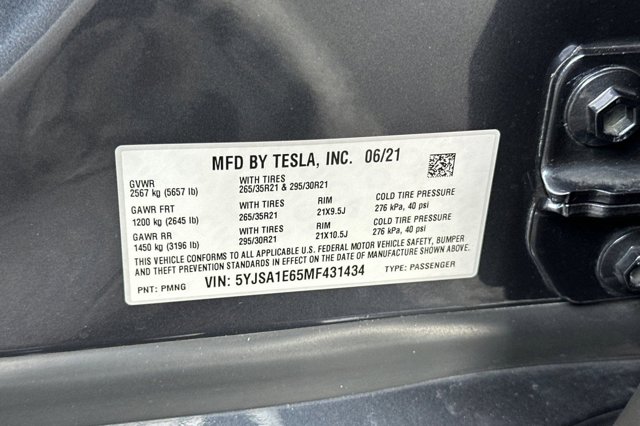 MFD BY TESLA, INC. 06/21
GVWR
2567 kg (5657 lb)
WITH TIRES
265/35R21 & 295/30R21
GAWR FRT
1200 kg (2645 lb)
WITH TIRES
265/35R21
RIM
21X9.5J
COLD TIRE PRESSURE
276 kPa, 40 psi
GAWR RR
1450 kg (3196 lb)
WITH TIRES
295/30R21
RIM
21X10.5J
COLD TIRE PRESSURE
276 kPa, 40 psi
THIS VEHICLE CONFORMS TO ALL APPLICABLE U.S. FEDERAL MOTOR VEHICLE SAFETY, BUMPER
AND THEFT PREVENTION STANDARDS IN EFFECT ON THE DATE OF MANUFACTURE SHOWN ABOVE.
PNT: PMNG VIN: 5YJSA1E65MF431434 TYPE: PASSENGER